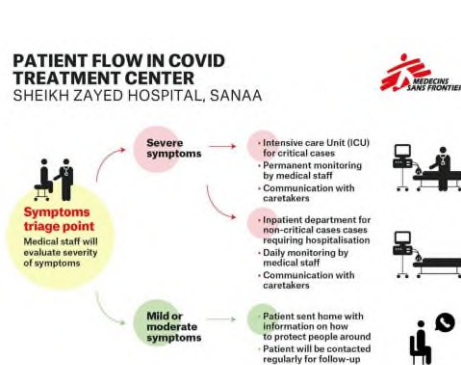 PATIENT FLOW IN COVID
TREATMENT CENTER
SHEIKH ZAYED HOSPITAL, SANAA
MEDECINS
SANS FRONTIER
Severe
symptoms
· Intensive care Unit (ICU)
for critical cases
· Permanent monitoring
by medical staff
· Communication with
caretakers
Symptoms
triage point
Medical staff will
evaluate severity
of symptoms
· Inpatient department for
non-critical cases cases
requiring hospitalisation
· Daily monitoring by
medical staff
· Communication with
caretakers
Mild or
moderate
symptoms
· Patient sent home with
information on how
to protect people around
· Patient will be contacted
regularly for follow-up